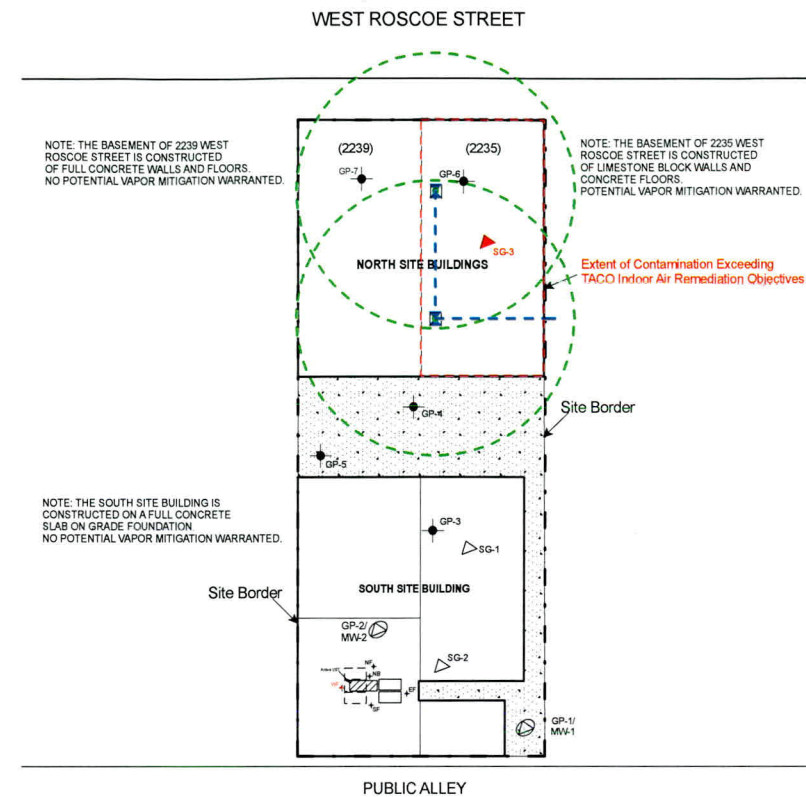 WEST ROSCOE STREET
NOTE: THE BASEMENT OF 2239 WEST
ROSCOE STREET IS CONSTRUCTED
OF FULL CONCRETE WALLS AND FLOORS.
NO POTENTIAL VAPOR MITIGATION WARRANTED.
(2239)
(2235)
NOTE: THE BASEMENT OF 2235 WEST
ROSCOE STREET IS CONSTRUCTED
OF LIMESTONE BLOCK WALLS AND
CONCRETE FLOORS.
POTENTIAL VAPOR MITIGATION WARRANTED.
GP-7
GP-6
SG-3
NORTH SITE BUILDINGS
Extent of Contamination Exceeding
TACO Indoor Air Remediation Objectives
GP-4
Site Border
GP-5
NOTE: THE SOUTH SITE BUILDING IS
CONSTRUCTED ON A FULL CONCRETE
SLAB ON GRADE FOUNDATION.
NO POTENTIAL VAPOR MITIGATION WARRANTED.
GP-3
SG-1
Site Border
SOUTH SITE BUILDING
GP-2/
MW-2
SG-2
NF
NB
EF
SF
GP-1/
MW-1
PUBLIC ALLEY